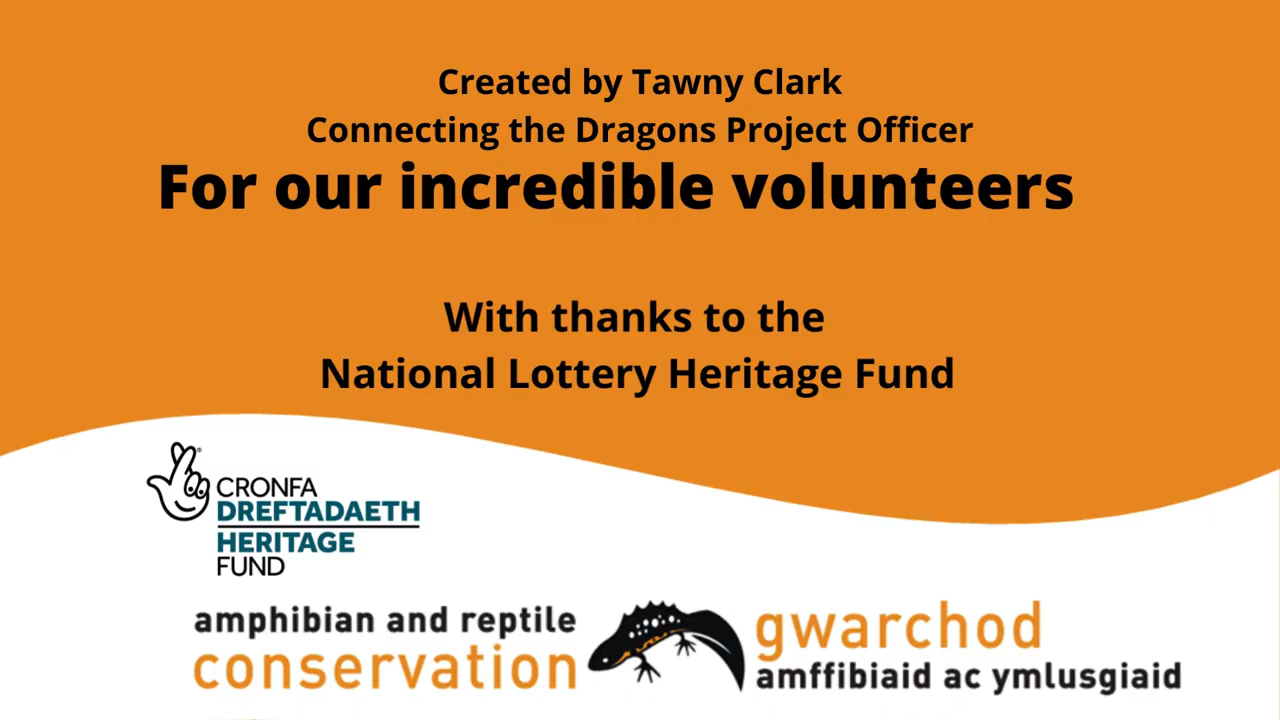 Created by Tawny Clark
Connecting the Dragons Project Officer
For our incredible volunteers
With thanks to the
National Lottery Heritage Fund
CRONFA
DREFTADAETH
HERITAGE
FUND
amphibian and reptile
conservation
gwarchod
amffibiaid ac ymlusgiaid